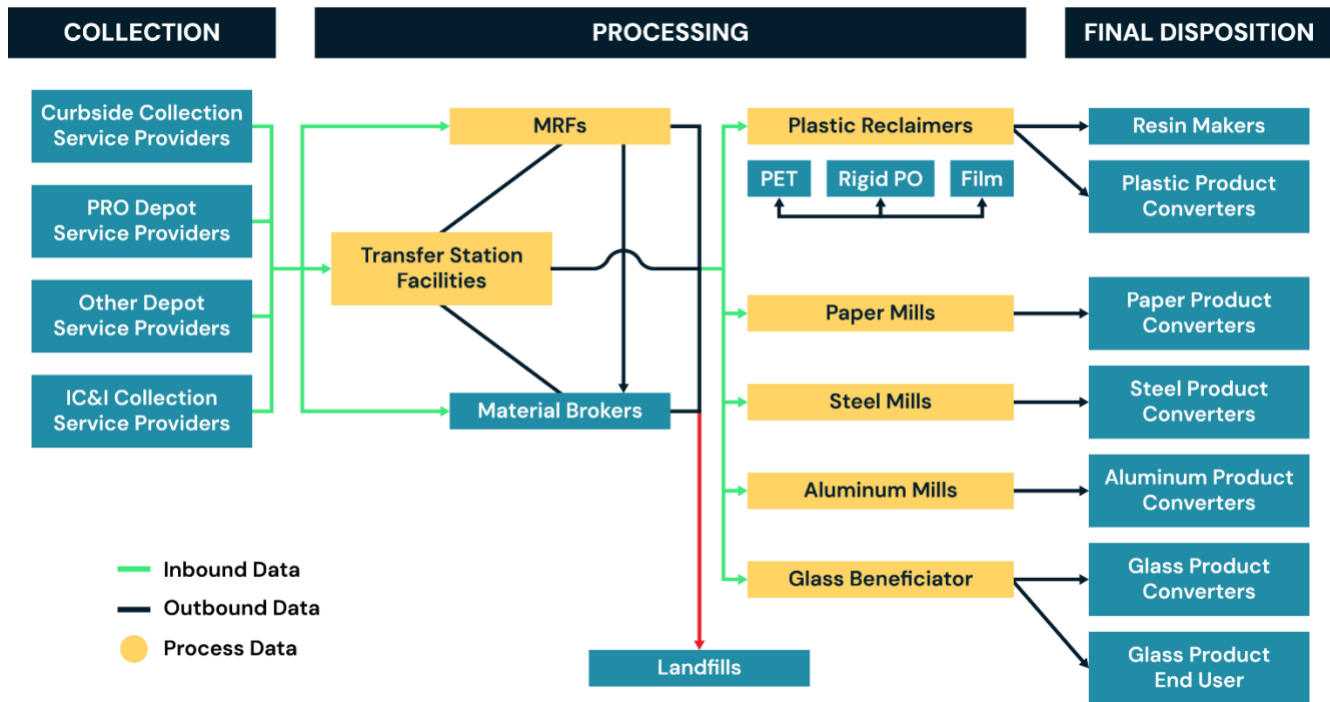 COLLECTION
PROCESSING
FINAL DISPOSITION
Curbside Collection
Service Providers
PRO Depot
Service Providers
Other Depot
Service Providers
IC&I Collection
Service Providers
MRFs
Transfer Station
Facilities
Material Brokers
Landfills
Plastic Reclaimers
PET
Rigid PO
Film
Paper Mills
Steel Mills
Aluminum Mills
Glass Beneficiator
Resin Makers
Plastic Product
Converters
Paper Product
Converters
Steel Product
Converters
Aluminum Product
Converters
Glass Product
Converters
Glass Product
End User
Inbound Data
Outbound Data
Process Data